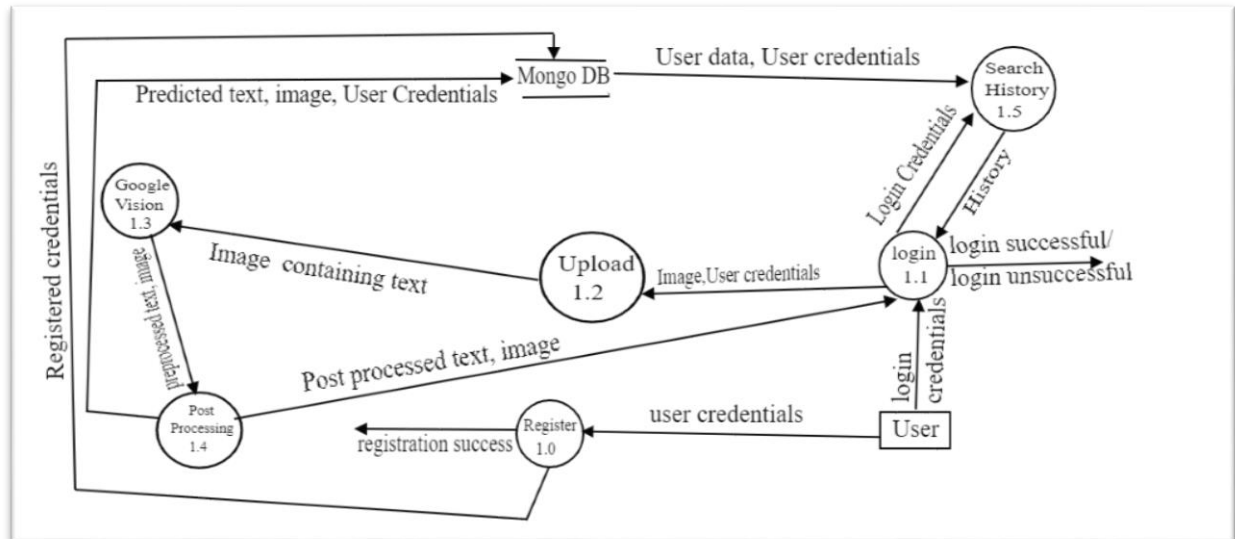 User data, User credentials
Mongo DB
Search
History
1.5
Predicted text, image, User Credentials
Login Credentials
History
Registered credentials
Google
Vision
1.3
Image containing text
Upload
1.2
Image,User credentials
login
1.1
login successful/
login unsuccessful
preprocessed text, image
Post processed text, image
login
credentials
Post
Processing
1.4
registration success
Register
1.0
user credentials
User